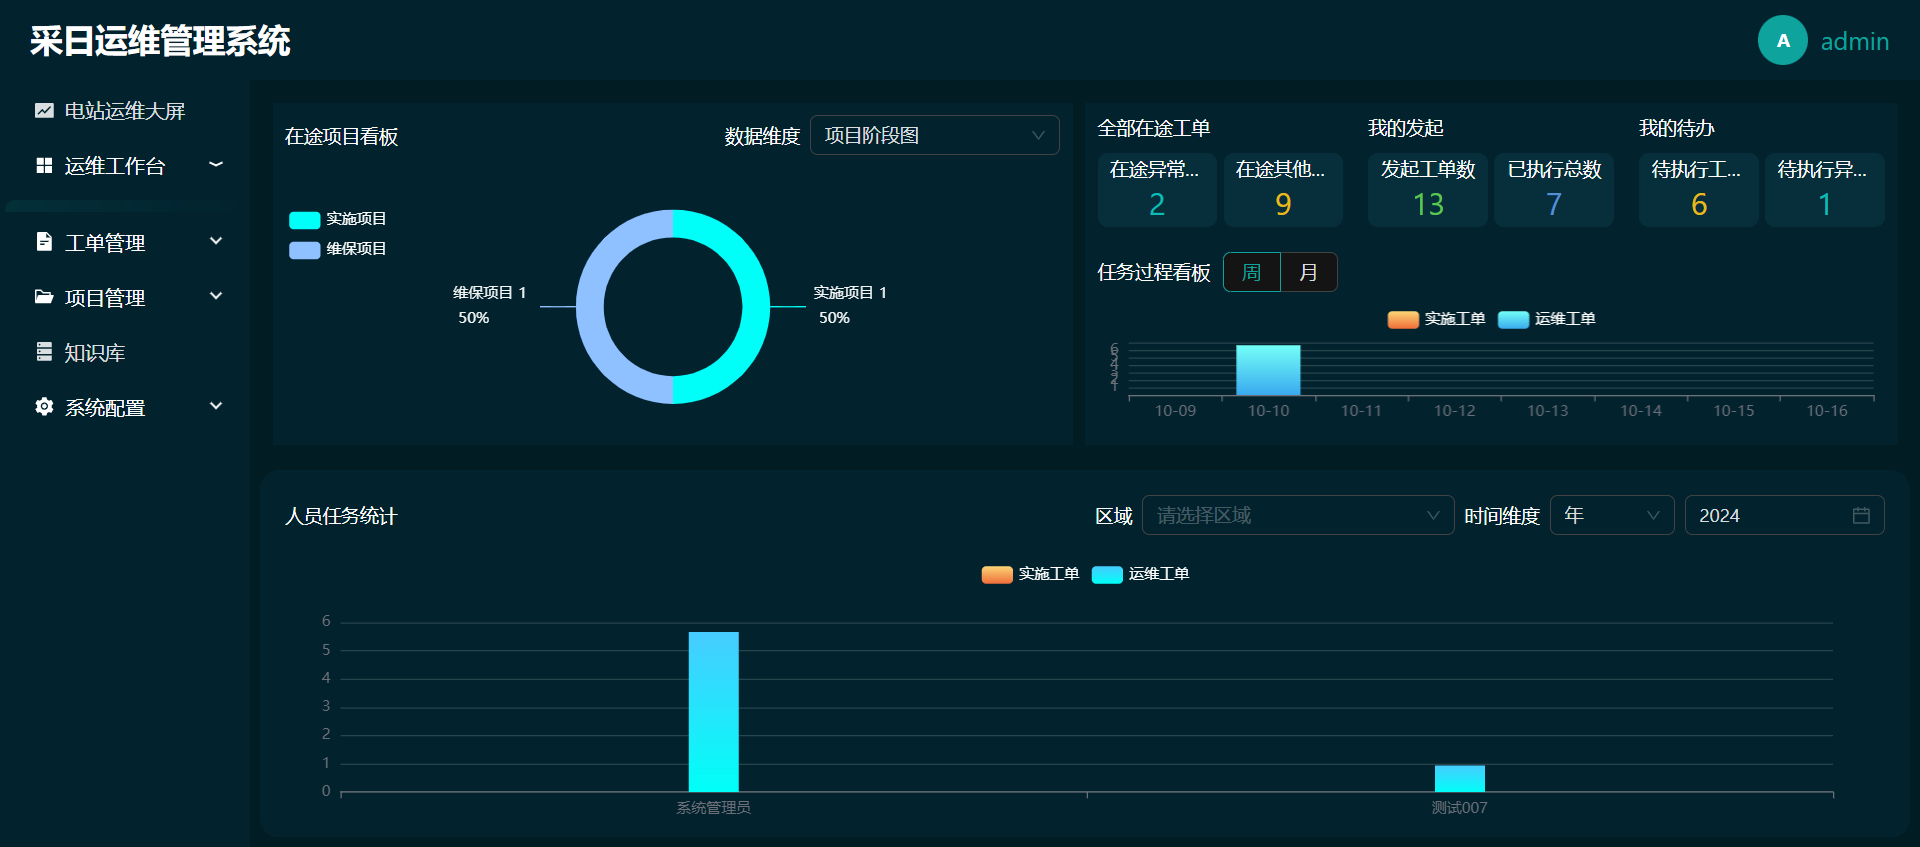 采日运维管理系统
A
admin
电站运维大屏
运维工作台
工单管理
项目管理
知识库
系统配置
在途项目看板
数据维度
项目阶段图
实施项目
维保项目
维保项目 1
50%
实施项目 1
50%
全部在途工单
我的发起
我的待办
在途异常...
2
在途其他...
9
发起工单数
13
已执行总数
7
待执行工...
6
待执行异...
1
任务过程看板
周
月
实施工单
运维工单
6
5
4
3
2
1
10-09
10-10
10-11
10-12
10-13
10-14
10-15
10-16
人员任务统计
区域
请选择区域
时间维度
年
2024
实施工单
运维工单
6
5
4
3
2
1
0
系统管理员
测试007